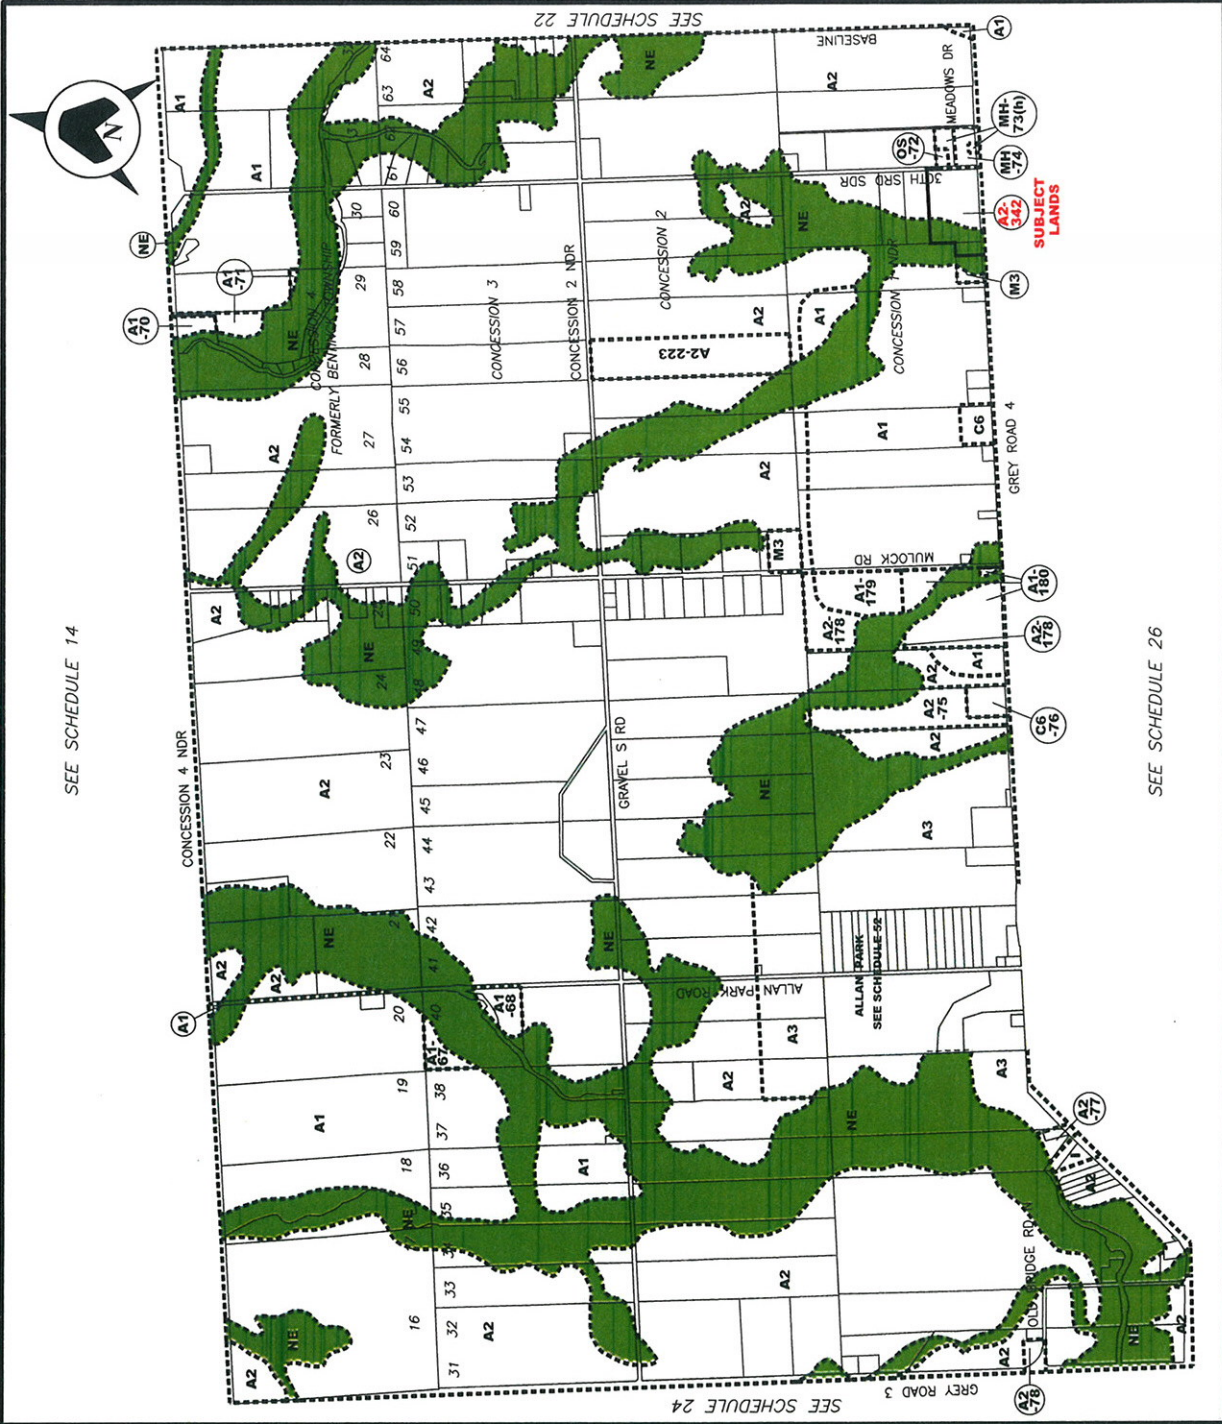 SEE SCHEDULE 22
SEE SCHEDULE 14
SEE SCHEDULE 26
SEE SCHEDULE 24
N
BASELINE
MEADOWS DR
30TH SRD SDR
SUBJECT
LANDS
A2-
342
A1
MH-
73(h)
MH
-74
OS
-72
M3
A1
A1
NE
A1
-71
A1
-70
NE
A2
NE
A2
A2
NE
64
63
62
61
60
59
58
57
56
55
54
53
52
51
50
49
48
47
46
45
44
43
42
41
40
38
37
36
35
34
33
32
31
30
29
28
27
26
24
23
22
20
19
18
16
CONCESSION 4
FORMERLY BENTINCK TOWNSHIP
CONCESSION 3
CONCESSION 2 NDR
CONCESSION 2
CONCESSION 1 NDR
A2
A1
A2-223
A1
C6
GREY ROAD 4
A2
A2
A2
M3
MULOCK RD
A1-
179
A2-
178
A1-
180
A2-
178
A1
A2
A2
-75
C6
-76
A2
A2
NE
CONCESSION 4 NDR
A2
GRAVEL S RD
NE
A3
NE
A2
A2
A1
NE
A1
-68
A1-
67
ALLAN PARK ROAD
ALLAN PARK
SEE SCHEDULE 52
A3
A2
A3
A1
A1
NE
NE
A2
-77
A2
OLD BRIDGE RD N
A2
A2
A2
NE
NE
A2
A2
A2
-78
GREY ROAD 3